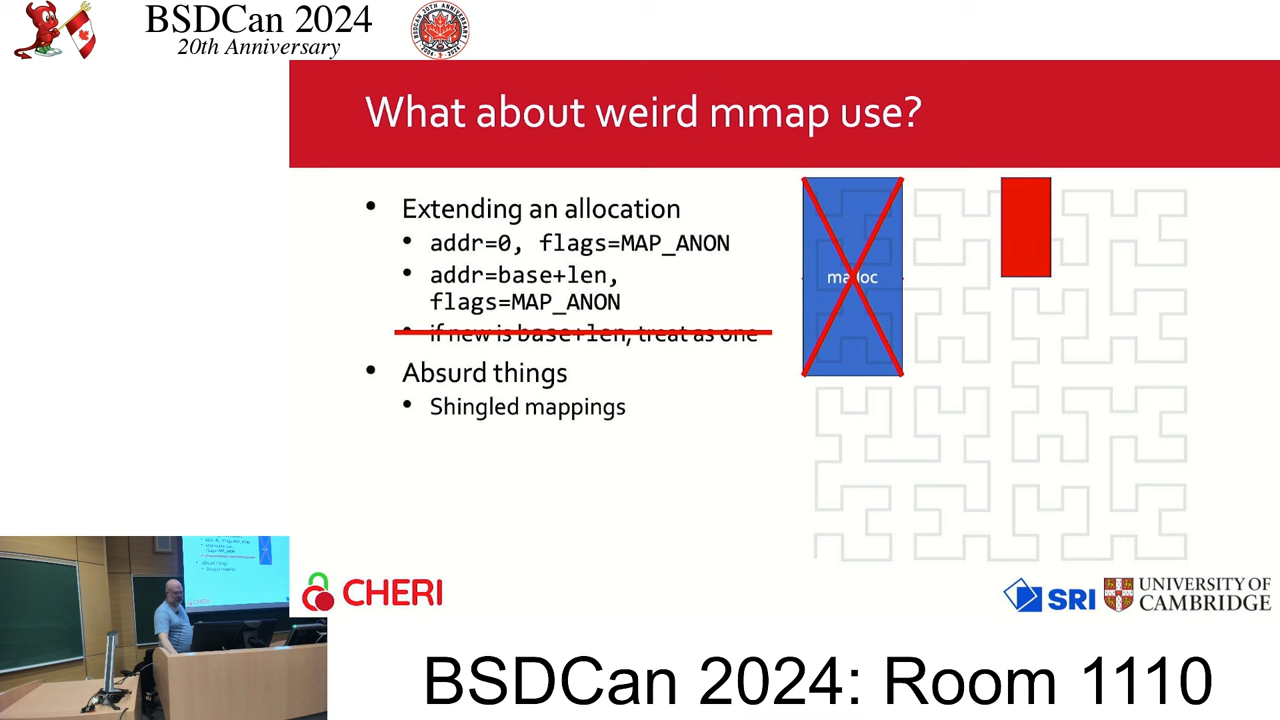 BSDCan 2024
20th Anniversary
What about weird mmap use?
• Extending an allocation
• addr=0, flags=MAP_ANON
• addr=base+len,
flags=MAP_ANON
• if new is base+len, treat as one
• Absurd things
• Shingled mappings
malloc
CHERI
SRI
UNIVERSITY OF
CAMBRIDGE
BSDCan 2024: Room 1110